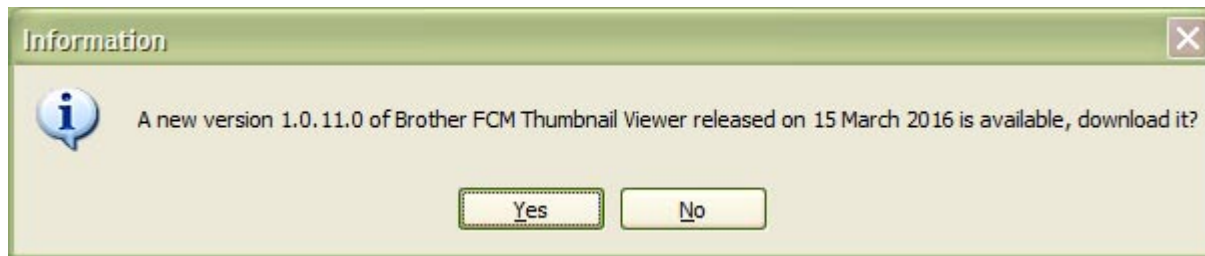 Information
A new version 1.0.11.0 of Brother FCM Thumbnail Viewer released on 15 March 2016 is available, download it?
Yes No